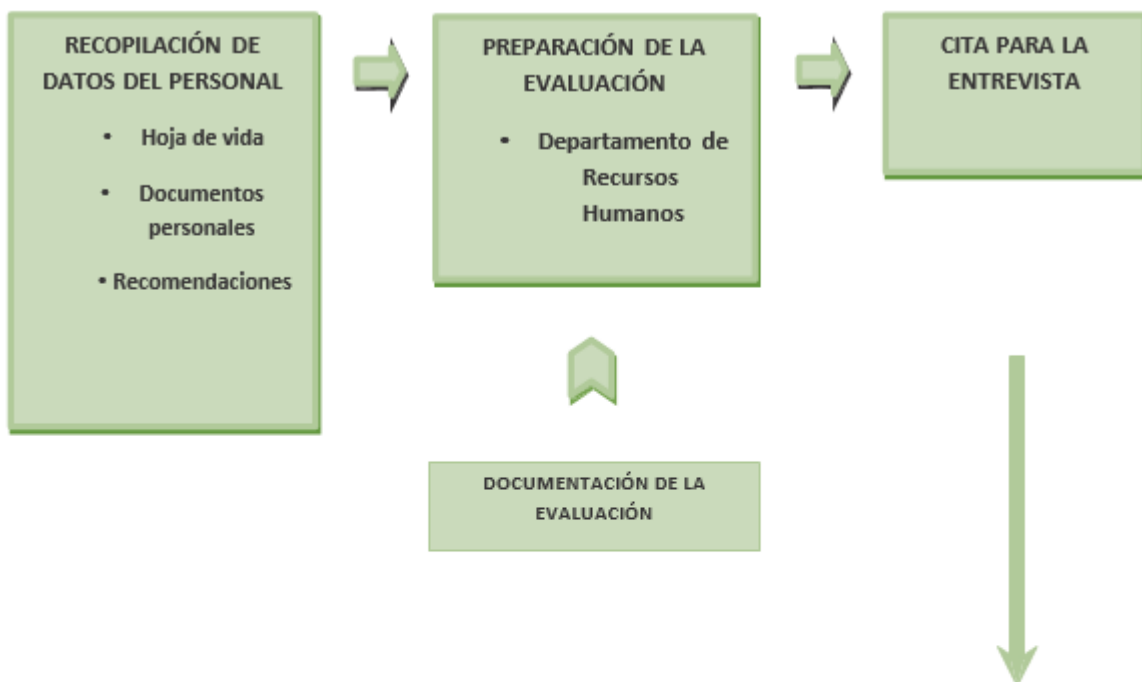 RECOPILACIÓN DE
DATOS DEL PERSONAL
• Hoja de vida
• Documentos
personales
• Recomendaciones
PREPARACIÓN DE LA
EVALUACIÓN
• Departamento de
Recursos
Humanos
CITA PARA LA
ENTREVISTA
DOCUMENTACIÓN DE LA
EVALUACIÓN